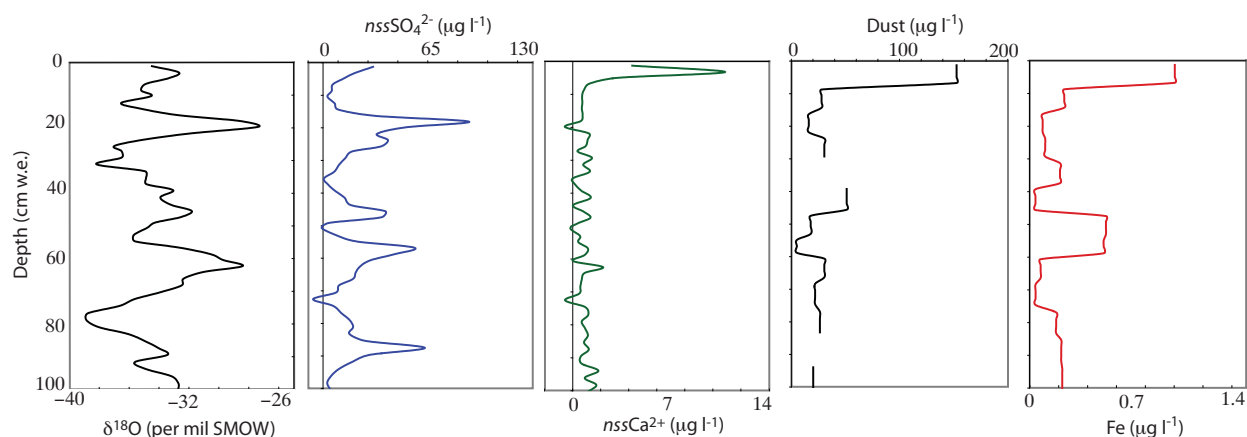 nssSO₄²⁻ (μg l⁻¹)
0 65 130
Dust (μg l⁻¹)
0 100 200
Depth (cm w.e.)
0
20
40
60
80
100
−40 −32 −26
δ¹⁸O (per mil SMOW)
0 7 14
nssCa²⁺ (μg l⁻¹)
0 0.7 1.4
Fe (μg l⁻¹)